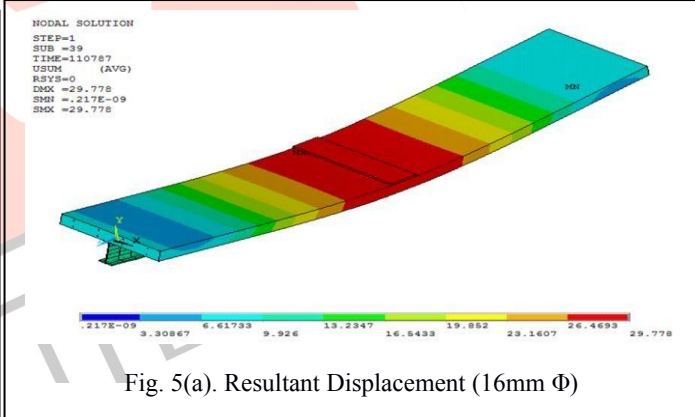 NODAL SOLUTION
STEP=1
SUB =39
TIME=110787
USUM (AVG)
RSYS=0
DMX =29.778
SMN =.217E-09
SMX =29.778
MN
Y
X
.217E-09 6.61733 13.2347 19.852 26.4693
3.30867 9.926 16.5433 23.1607 29.778
Fig. 5(a). Resultant Displacement (16mm Φ)